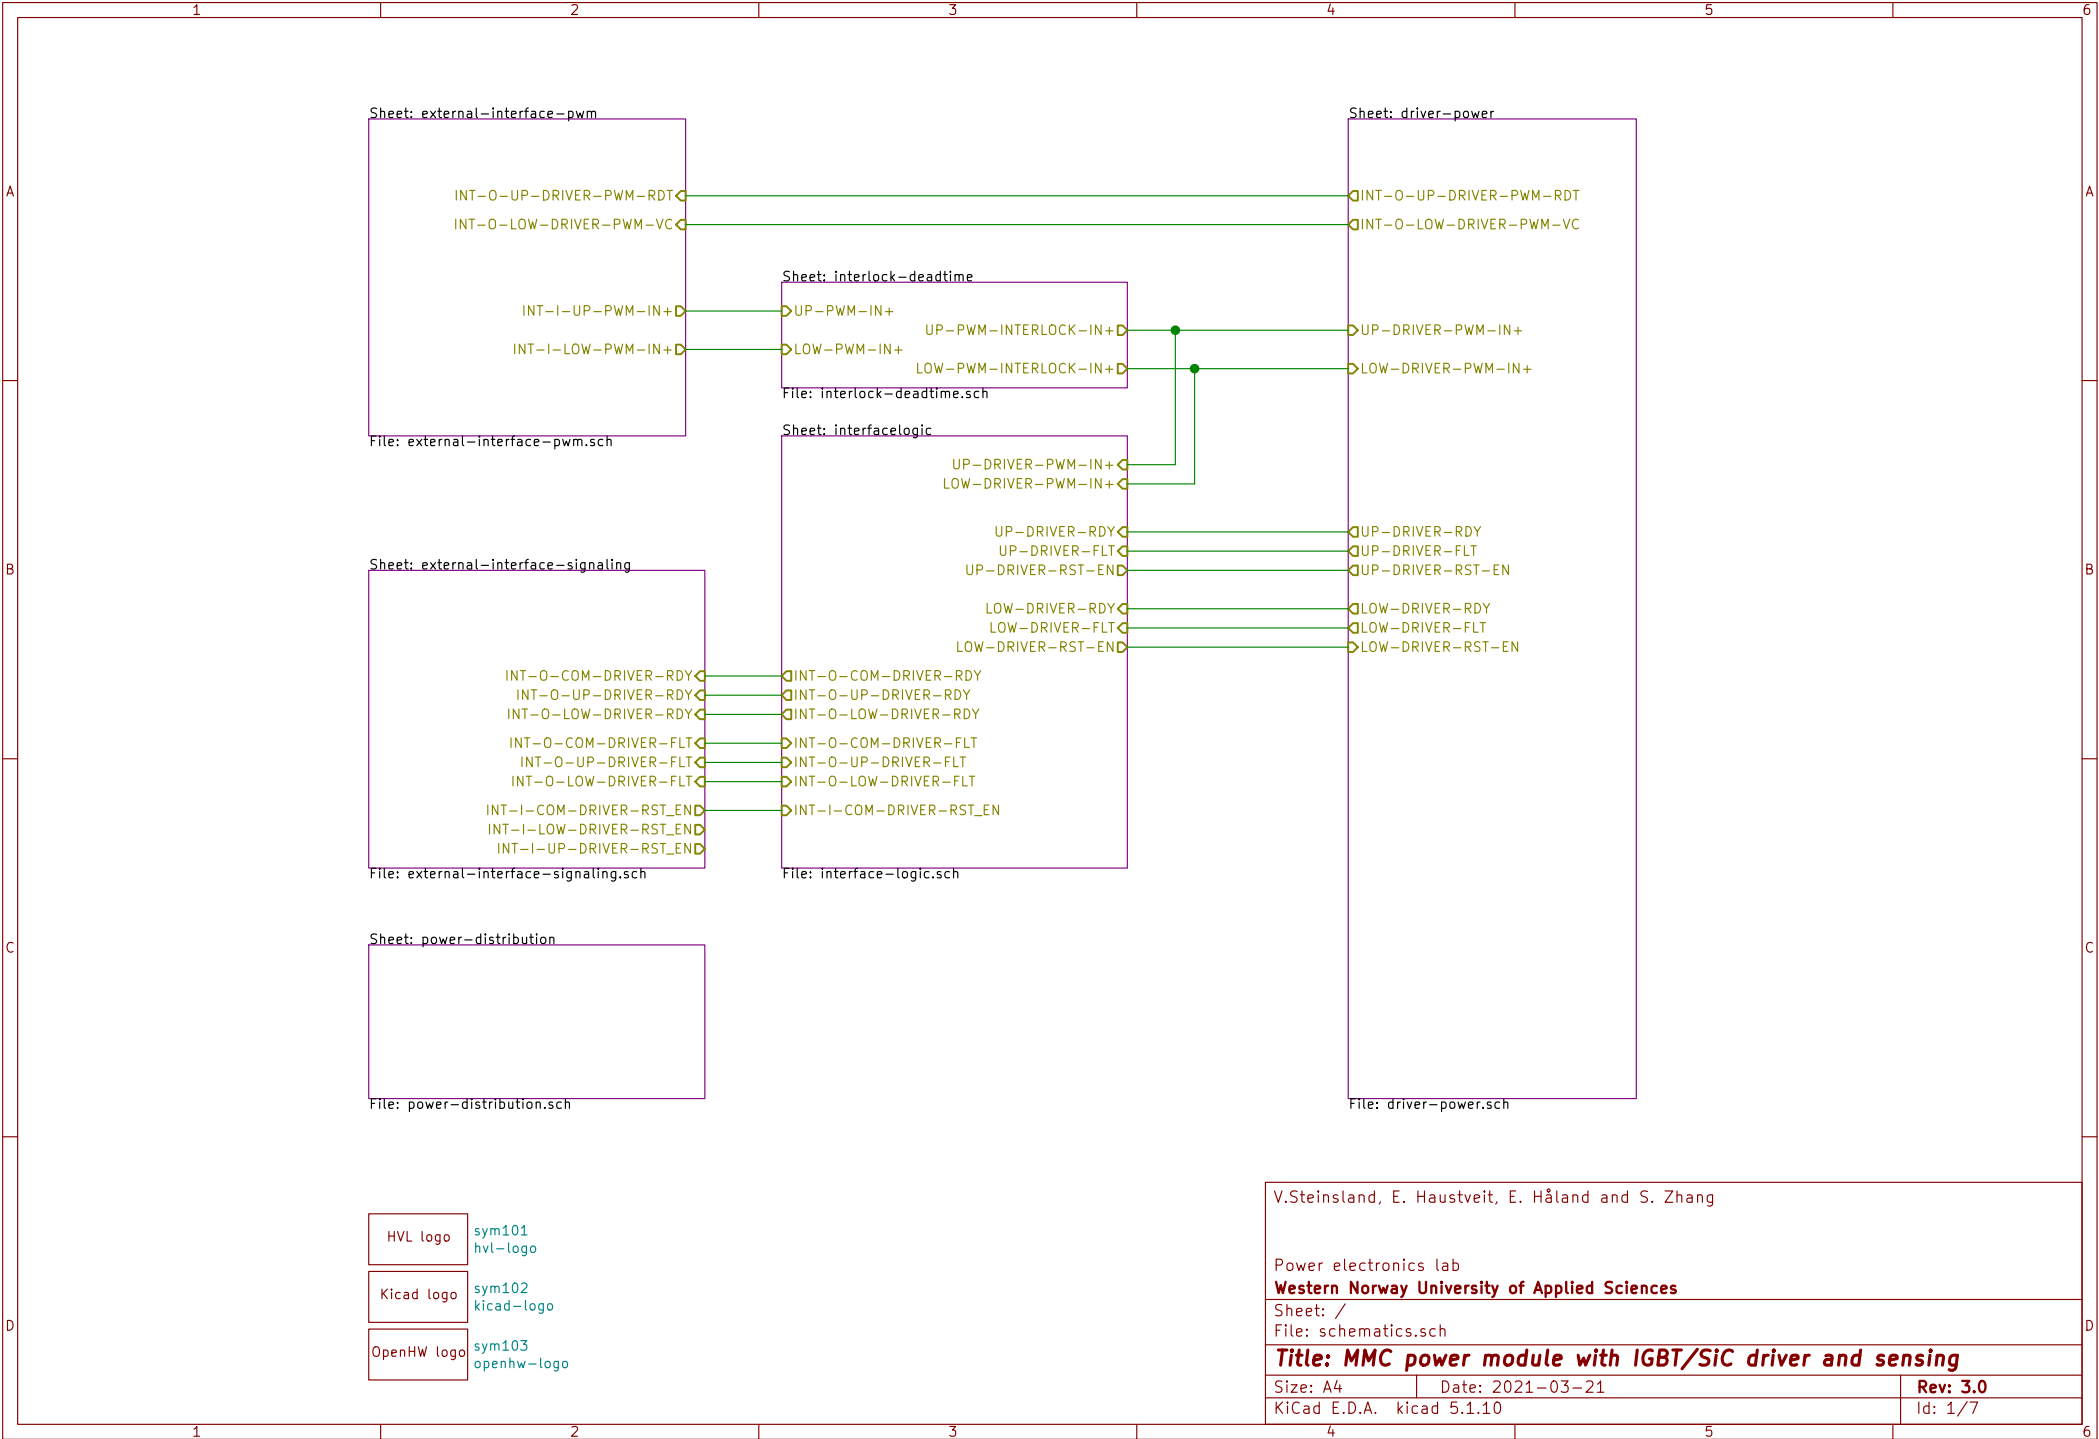 1 2 3 4 5 6
A A
B B
C C
D D
Sheet: external-interface-pwm
INT-O-UP-DRIVER-PWM-RDT
INT-O-LOW-DRIVER-PWM-VC
INT-I-UP-PWM-IN+
INT-I-LOW-PWM-IN+
File: external-interface-pwm.sch
Sheet: interlock-deadtime
UP-PWM-IN+
UP-PWM-INTERLOCK-IN+
LOW-PWM-IN+
LOW-PWM-INTERLOCK-IN+
File: interlock-deadtime.sch
Sheet: driver-power
INT-O-UP-DRIVER-PWM-RDT
INT-O-LOW-DRIVER-PWM-VC
UP-DRIVER-PWM-IN+
LOW-DRIVER-PWM-IN+
UP-DRIVER-RDY
UP-DRIVER-FLT
UP-DRIVER-RST-EN
LOW-DRIVER-RDY
LOW-DRIVER-FLT
LOW-DRIVER-RST-EN
File: driver-power.sch
Sheet: interfacelogic
UP-DRIVER-PWM-IN+
LOW-DRIVER-PWM-IN+
UP-DRIVER-RDY
UP-DRIVER-FLT
UP-DRIVER-RST-EN
LOW-DRIVER-RDY
LOW-DRIVER-FLT
LOW-DRIVER-RST-EN
INT-O-COM-DRIVER-RDY
INT-O-UP-DRIVER-RDY
INT-O-LOW-DRIVER-RDY
INT-O-COM-DRIVER-FLT
INT-O-UP-DRIVER-FLT
INT-O-LOW-DRIVER-FLT
INT-I-COM-DRIVER-RST_EN
File: interface-logic.sch
Sheet: external-interface-signaling
INT-O-COM-DRIVER-RDY
INT-O-UP-DRIVER-RDY
INT-O-LOW-DRIVER-RDY
INT-O-COM-DRIVER-FLT
INT-O-UP-DRIVER-FLT
INT-O-LOW-DRIVER-FLT
INT-I-COM-DRIVER-RST_EN
INT-I-LOW-DRIVER-RST_EN
INT-I-UP-DRIVER-RST_EN
File: external-interface-signaling.sch
Sheet: power-distribution
File: power-distribution.sch
HVL logo
sym101
hvl-logo
Kicad logo
sym102
kicad-logo
OpenHW logo
sym103
openhw-logo
V.Steinsland, E. Haustveit, E. Håland and S. Zhang
Power electronics lab
Western Norway University of Applied Sciences
Sheet: /
File: schematics.sch
Title: MMC power module with IGBT/SiC driver and sensing
Size: A4 Date: 2021-03-21 Rev: 3.0
KiCad E.D.A. kicad 5.1.10 Id: 1/7
1 2 3 4 5 6